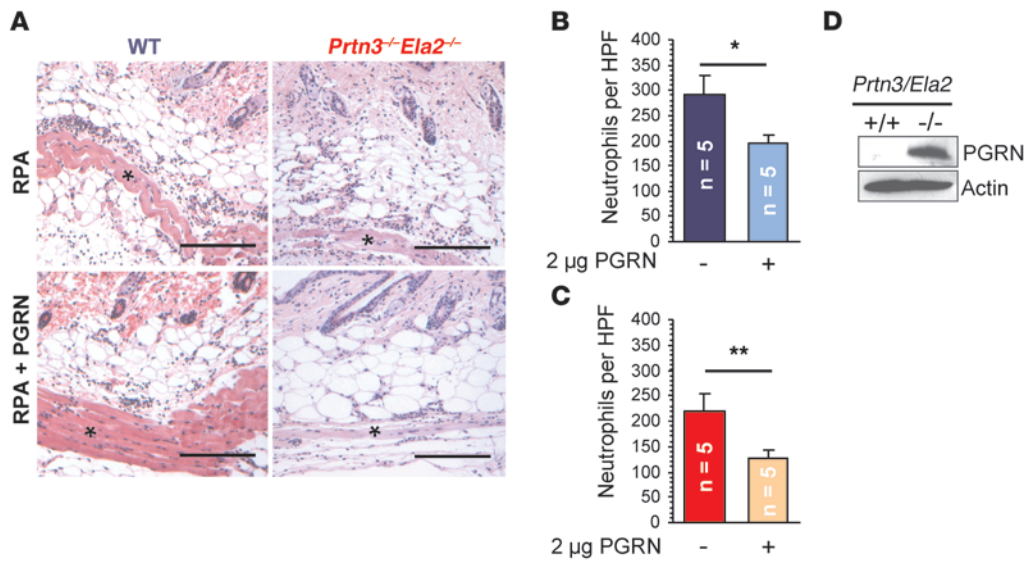 A
WT
Prtn3–/–Ela2–/–
RPA
*
*
RPA + PGRN
*
*
B
Neutrophils per HPF
400
350
300
250
200
150
100
50
0
*
n = 5
n = 5
2 µg PGRN - +
C
Neutrophils per HPF
400
350
300
250
200
150
100
50
0
**
n = 5
n = 5
2 µg PGRN - +
D
Prtn3/Ela2
+/+ -/-
PGRN
Actin